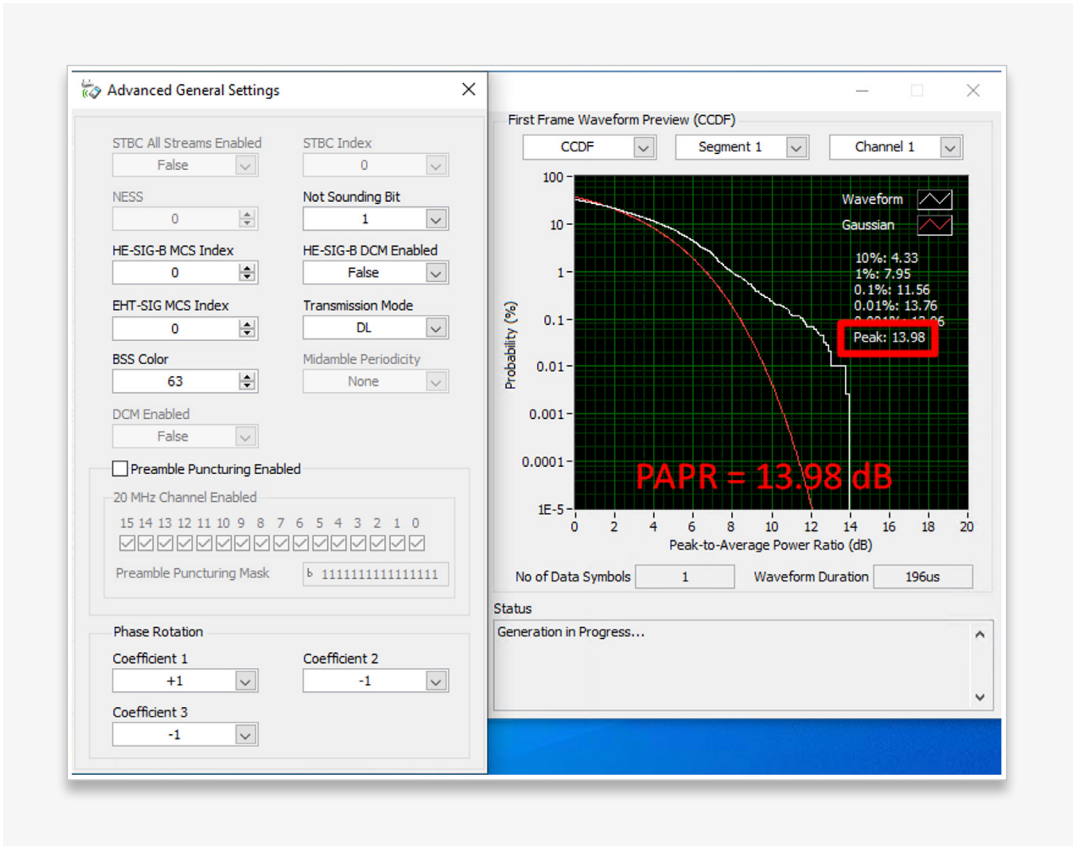 Advanced General Settings
STBC All Streams Enabled
STBC Index
False
0
NESS
Not Sounding Bit
0
1
HE-SIG-B MCS Index
HE-SIG-B DCM Enabled
0
False
EHT-SIG MCS Index
Transmission Mode
0
DL
BSS Color
Midamble Periodicity
63
None
DCM Enabled
False
Preamble Puncturing Enabled
20 MHz Channel Enabled
15 14 13 12 11 10 9 8 7 6 5 4 3 2 1 0
Preamble Puncturing Mask
b 1111111111111111
Phase Rotation
Coefficient 1
Coefficient 2
+1
-1
Coefficient 3
-1
First Frame Waveform Preview (CCDF)
CCDF
Segment 1
Channel 1
Waveform
Gaussian
10%: 4.33
1%: 7.95
0.1%: 11.56
0.01%: 13.76
Peak: 13.98
PAPR = 13.98 dB
Probability (%)
100
10
1
0.1
0.01
0.001
0.0001
1E-5
0 2 4 6 8 10 12 14 16 18 20
Peak-to-Average Power Ratio (dB)
No of Data Symbols
1
Waveform Duration
196us
Status
Generation in Progress...